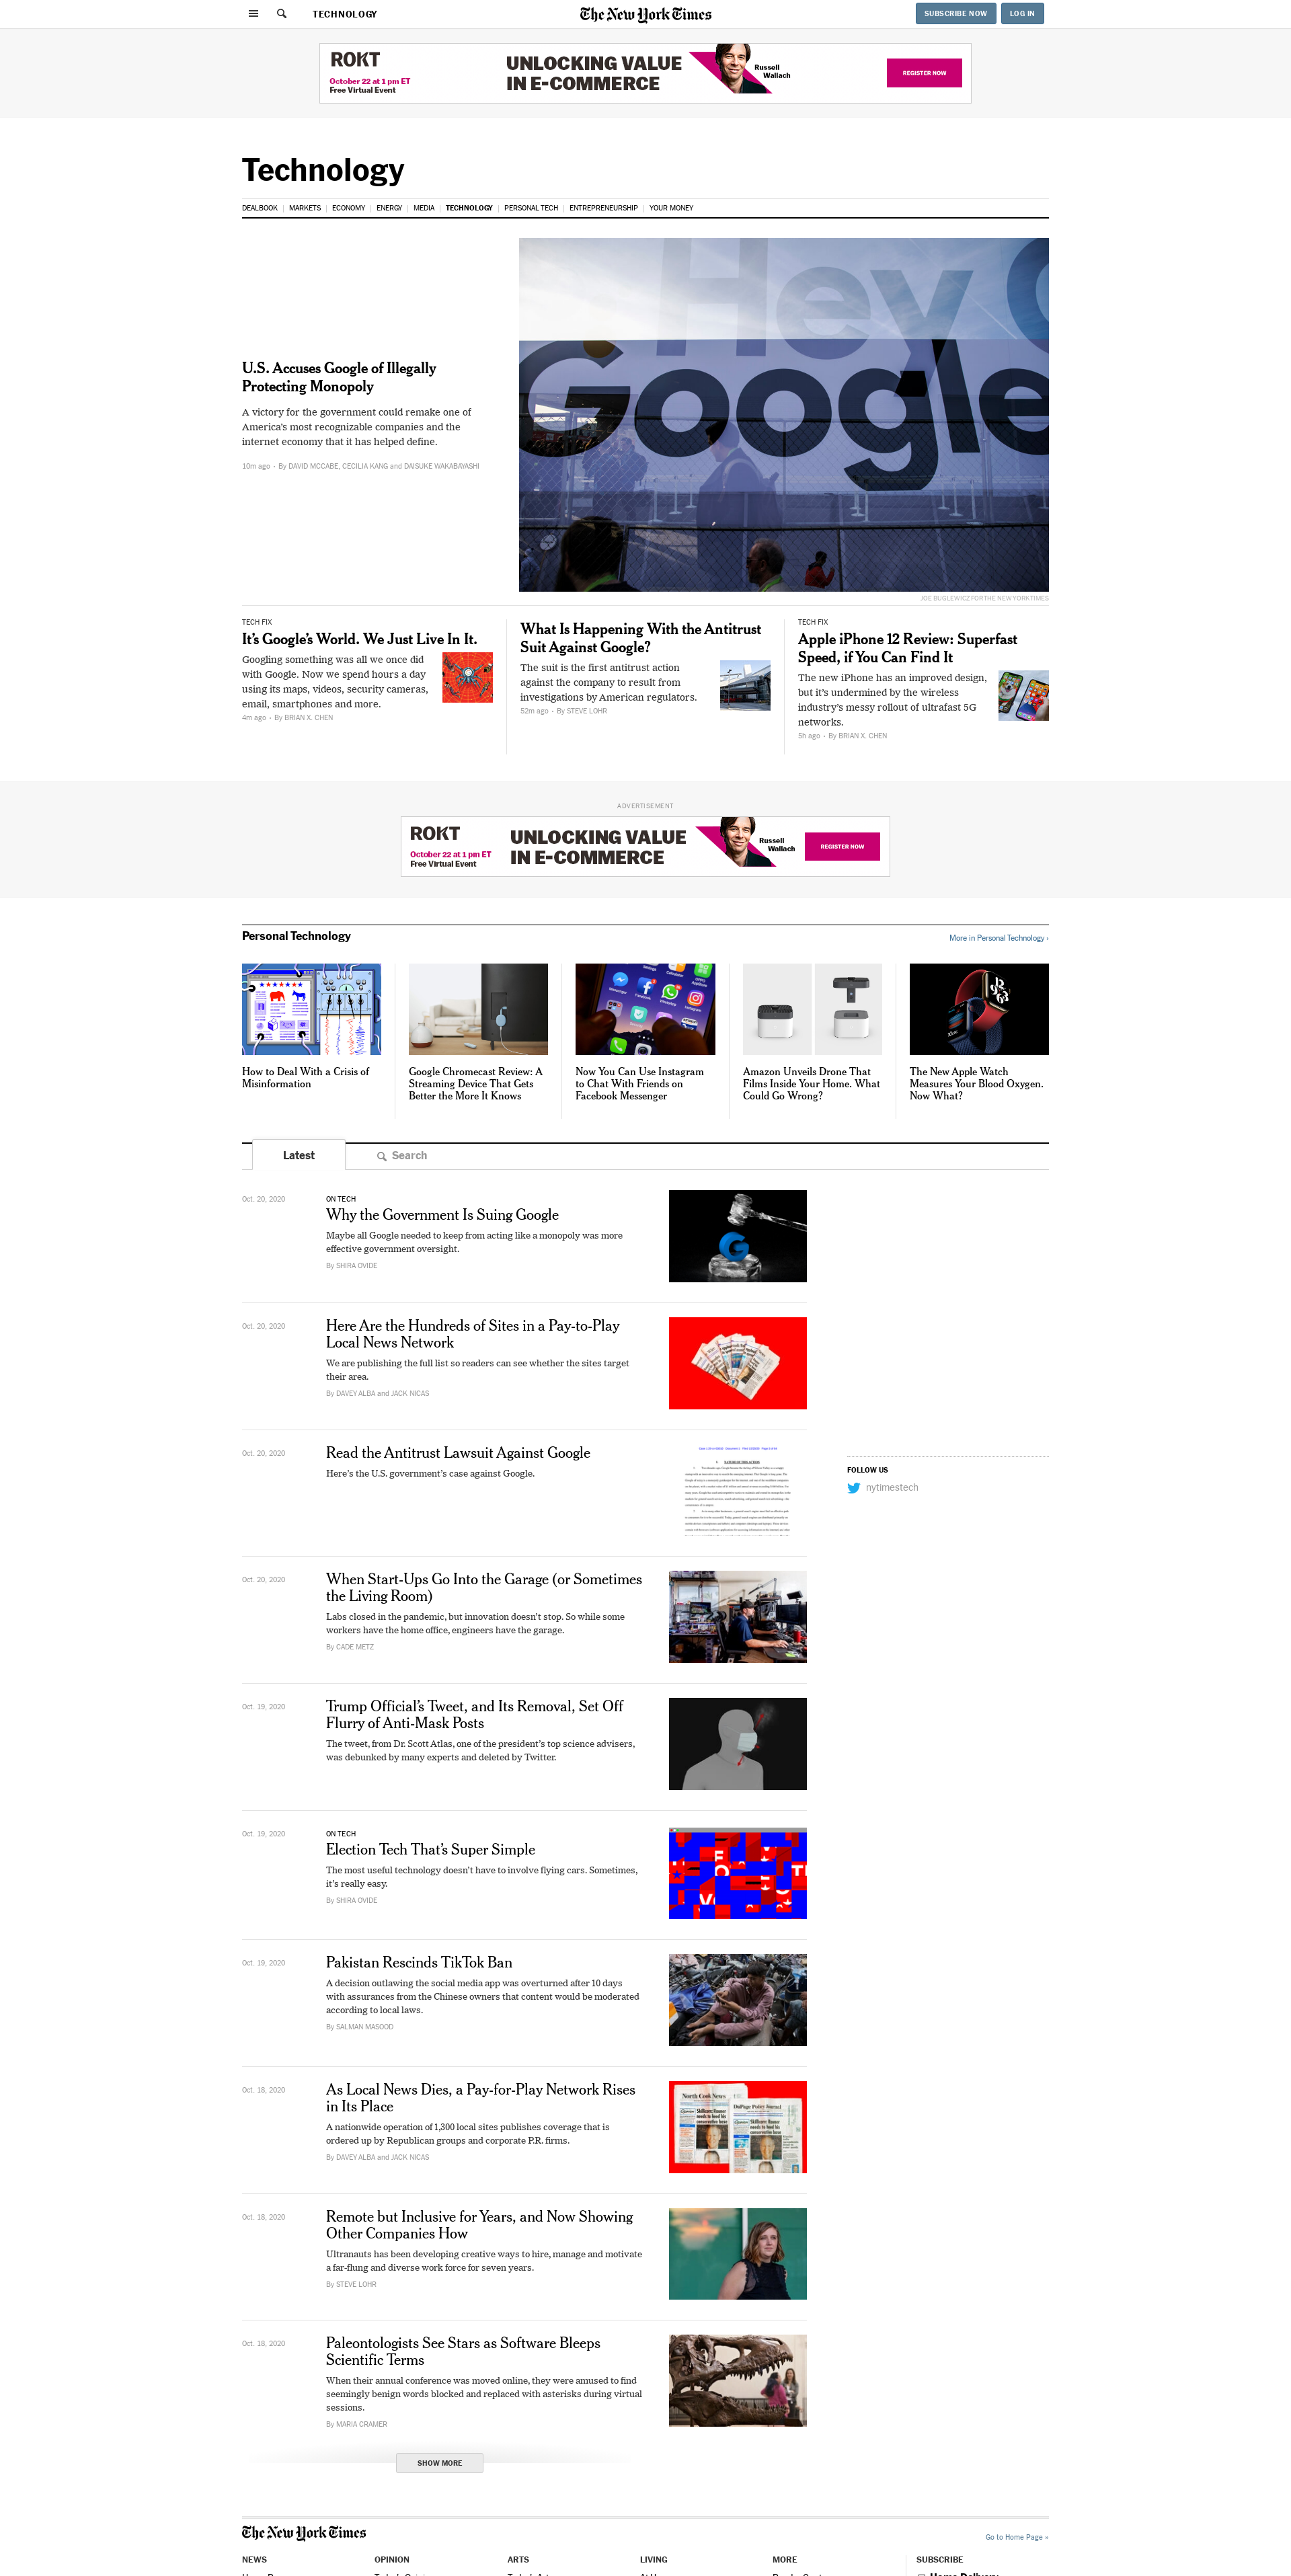 TECHNOLOGY
The New York Times
SUBSCRIBE NOW
LOG IN
ROKT
October 22 at 1 pm ET
Free Virtual Event
UNLOCKING VALUE
IN E-COMMERCE
Russell
Wallach
REGISTER NOW
Technology
DEALBOOK
MARKETS
ECONOMY
ENERGY
MEDIA
TECHNOLOGY
PERSONAL TECH
ENTREPRENEURSHIP
YOUR MONEY
U.S. Accuses Google of Illegally
Protecting Monopoly
A victory for the government could remake one of
America's most recognizable companies and the
internet economy that it has helped define.
10m ago • By DAVID MCCABE, CECILIA KANG and DAISUKE WAKABAYASHI
Hey G
Google
JOE BUGLEWICZ FOR THE NEW YORK TIMES
TECH FIX
It's Google's World. We Just Live In It.
Googling something was all we once did
with Google. Now we spend hours a day
using its maps, videos, security cameras,
email, smartphones and more.
4m ago • By BRIAN X. CHEN
What Is Happening With the Antitrust
Suit Against Google?
The suit is the first antitrust action
against the company to result from
investigations by American regulators.
52m ago • By STEVE LOHR
TECH FIX
Apple iPhone 12 Review: Superfast
Speed, if You Can Find It
The new iPhone has an improved design,
but it's undermined by the wireless
industry's messy rollout of ultrafast 5G
networks.
5h ago • By BRIAN X. CHEN
ADVERTISEMENT
ROKT
October 22 at 1 pm ET
Free Virtual Event
UNLOCKING VALUE
IN E-COMMERCE
Russell
Wallach
REGISTER NOW
Personal Technology
More in Personal Technology ›
How to Deal With a Crisis of
Misinformation
Google Chromecast Review: A
Streaming Device That Gets
Better the More It Knows
Now You Can Use Instagram
to Chat With Friends on
Facebook Messenger
Amazon Unveils Drone That
Films Inside Your Home. What
Could Go Wrong?
The New Apple Watch
Measures Your Blood Oxygen.
Now What?
Latest
Search
Oct. 20, 2020
ON TECH
Why the Government Is Suing Google
Maybe all Google needed to keep from acting like a monopoly was more
effective government oversight.
By SHIRA OVIDE
Oct. 20, 2020
Here Are the Hundreds of Sites in a Pay-to-Play
Local News Network
We are publishing the full list so readers can see whether the sites target
their area.
By DAVEY ALBA and JACK NICAS
Oct. 20, 2020
Read the Antitrust Lawsuit Against Google
Here's the U.S. government's case against Google.
FOLLOW US
nytimestech
Oct. 20, 2020
When Start-Ups Go Into the Garage (or Sometimes
the Living Room)
Labs closed in the pandemic, but innovation doesn't stop. So while some
workers have the home office, engineers have the garage.
By CADE METZ
Oct. 19, 2020
Trump Official's Tweet, and Its Removal, Set Off
Flurry of Anti-Mask Posts
The tweet, from Dr. Scott Atlas, one of the president's top science advisers,
was debunked by many experts and deleted by Twitter.
Oct. 19, 2020
ON TECH
Election Tech That's Super Simple
The most useful technology doesn't have to involve flying cars. Sometimes,
it's really easy.
By SHIRA OVIDE
Oct. 19, 2020
Pakistan Rescinds TikTok Ban
A decision outlawing the social media app was overturned after 10 days
with assurances from the Chinese owners that content would be moderated
according to local laws.
By SALMAN MASOOD
Oct. 18, 2020
As Local News Dies, a Pay-for-Play Network Rises
in Its Place
A nationwide operation of 1,300 local sites publishes coverage that is
ordered up by Republican groups and corporate P.R. firms.
By DAVEY ALBA and JACK NICAS
North Cook News
DuPage Policy Journal
Oct. 18, 2020
Remote but Inclusive for Years, and Now Showing
Other Companies How
Ultranauts has been developing creative ways to hire, manage and motivate
a far-flung and diverse work force for seven years.
By STEVE LOHR
Oct. 18, 2020
Paleontologists See Stars as Software Bleeps
Scientific Terms
When their annual conference was moved online, they were amused to find
seemingly benign words blocked and replaced with asterisks during virtual
sessions.
By MARIA CRAMER
SHOW MORE
The New York Times
Go to Home Page »
NEWS
OPINION
ARTS
LIVING
MORE
SUBSCRIBE